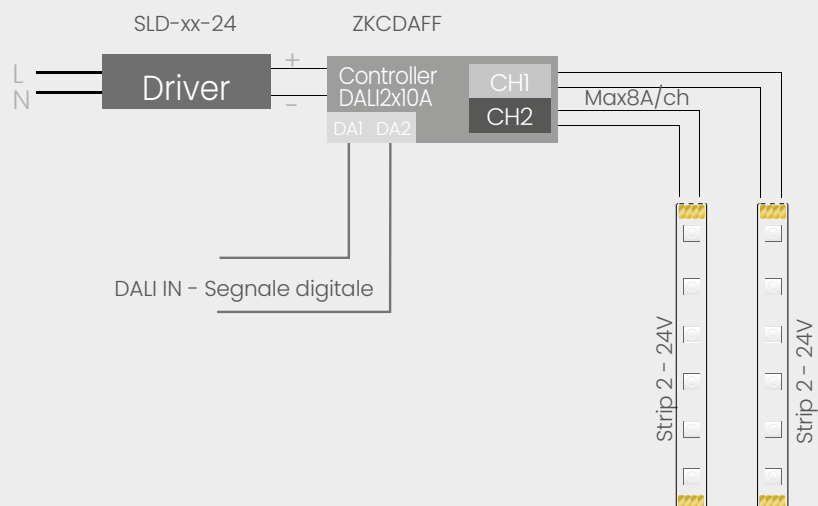 SLD-xx-24
ZKCDAFF
L
N
Driver
+
-
Controller
DALI2x10A
CH1
CH2
DA1 DA2
Max8A/ch
DALI IN - Segnale digitale
Strip 2 - 24V
Strip 2 - 24V